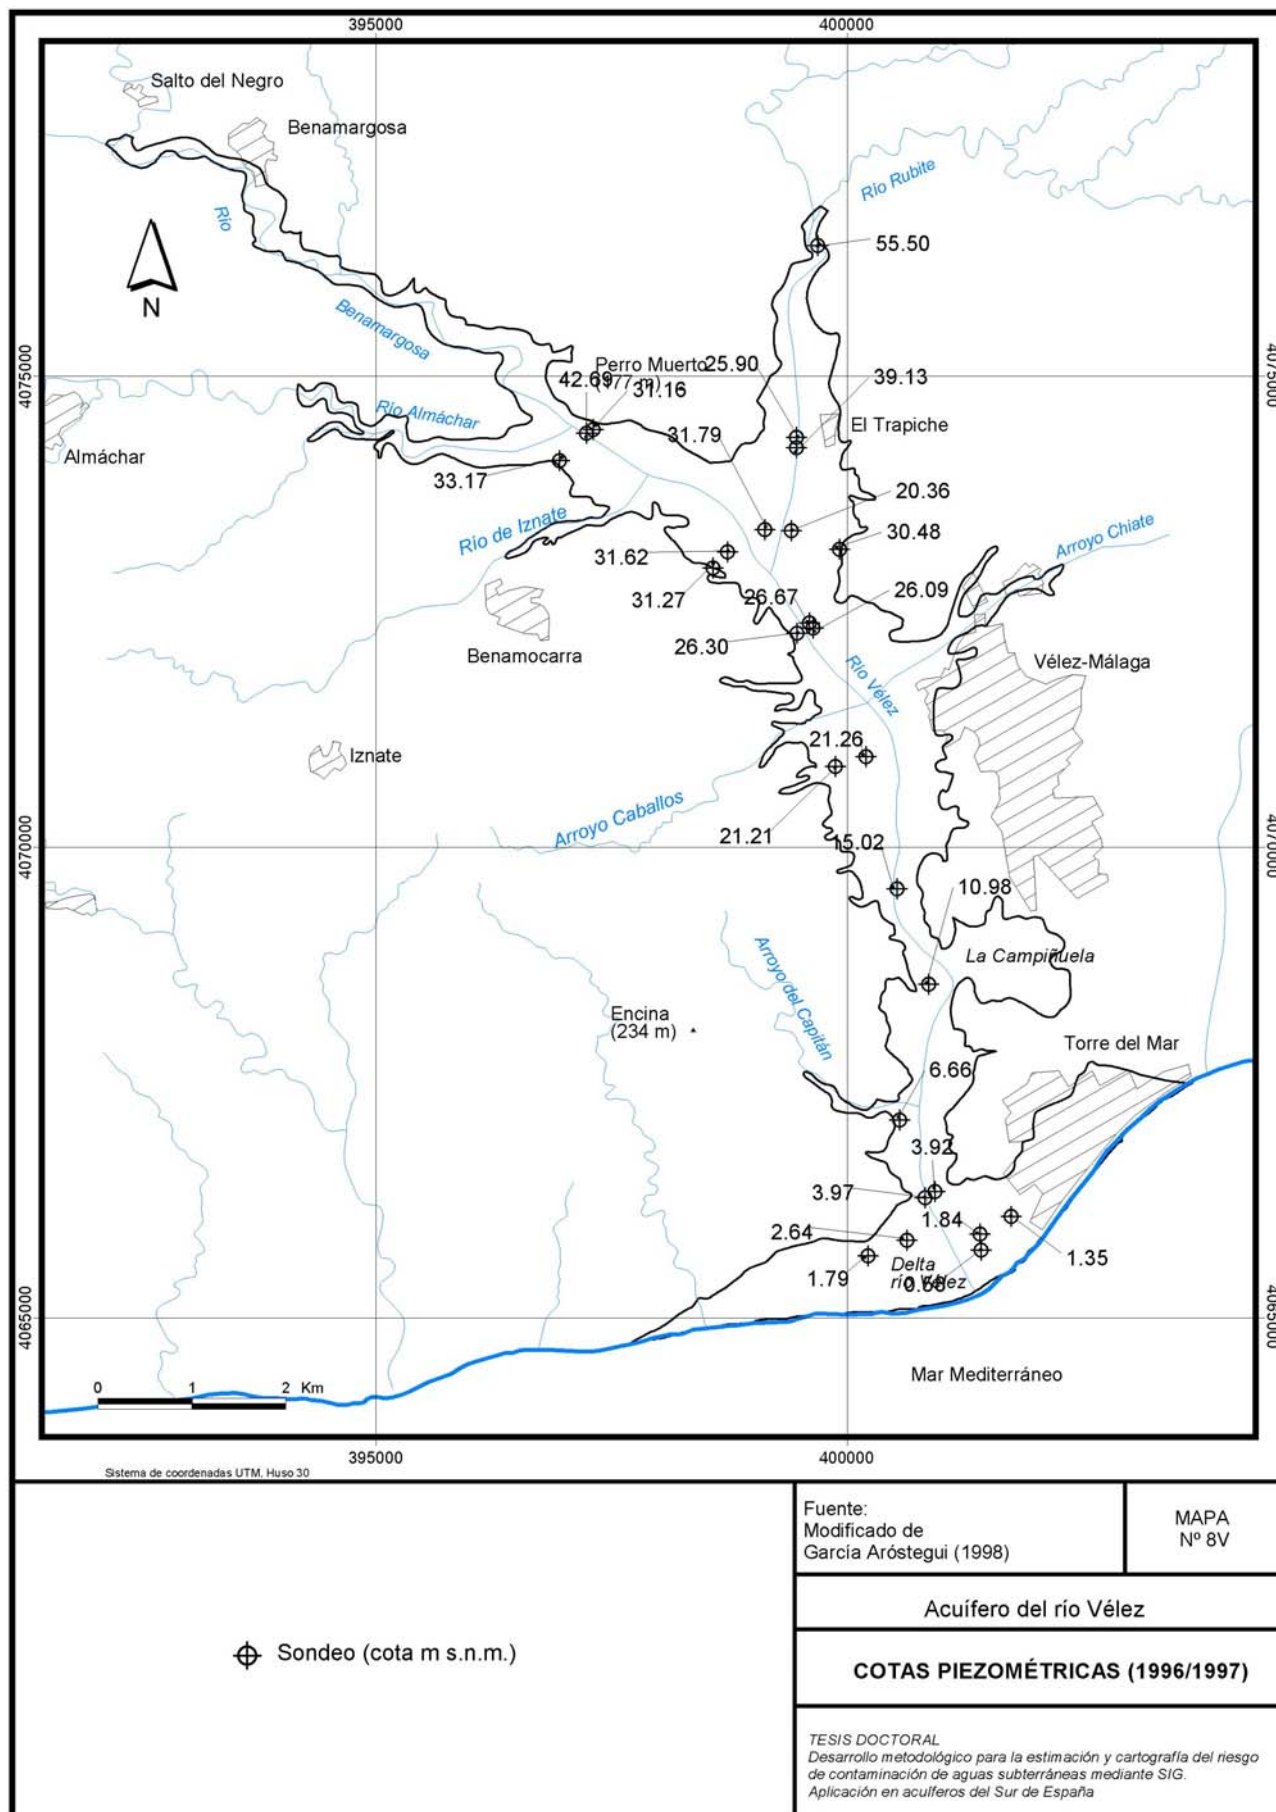 395000
400000
Salto del Negro
Benamargosa
Río Rubite
Río
55.50
N
Benamargosa
4075000
4075000
Perro Muerto
(177 m)
25.90
42.69
31.16
39.13
Río Almáchar
El Trapiche
31.79
Almáchar
33.17
20.36
Río de Iznate
30.48
Arroyo Chiate
31.62
31.27
26.67
26.09
26.30
Benamocarra
Río Vélez
Vélez-Málaga
21.26
Iznate
Arroyo Caballos
21.21
15.02
4070000
4070000
10.98
La Campiñuela
Arroyo del Capitán
Encina
(234 m)
Torre del Mar
6.66
3.92
3.97
1.84
2.64
1.35
1.79
Delta
río Vélez
0.58
4065000
4065000
Mar Mediterráneo
0 1 2 Km
395000
400000
Sistema de coordenadas UTM. Huso 30
Fuente:
Modificado de
García Aróstegui (1998)
MAPA
Nº 8V
Acuífero del río Vélez
Sondeo (cota m s.n.m.)
COTAS PIEZOMÉTRICAS (1996/1997)
TESIS DOCTORAL
Desarrollo metodológico para la estimación y cartografía del riesgo
de contaminación de aguas subterráneas mediante SIG.
Aplicación en acuíferos del Sur de España